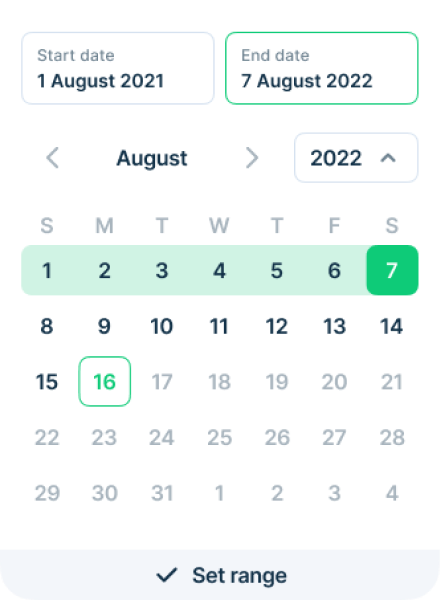 Start date
1 August 2021
End date
7 August 2022
August
2022
S M T W T F S
1 2 3 4 5 6 7
8 9 10 11 12 13 14
15 16 17 18 19 20 21
22 23 24 25 26 27 28
29 30 31 1 2 3 4
Set range